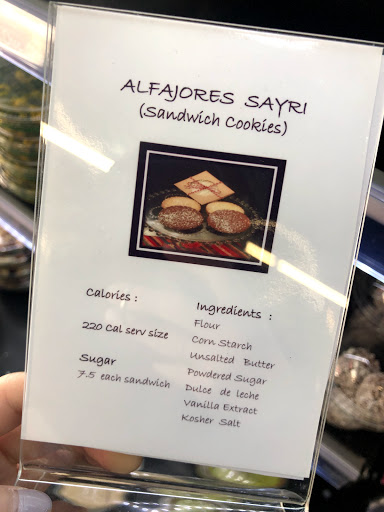 ALFAJORES SAYRI
(Sandwich Cookies)
Calories :
220 Cal serv size
Sugar
7.5 each sandwich
Ingredients :
Flour
Corn Starch
Unsalted Butter
Powdered Sugar
Dulce de leche
Vanilla Extract
Kosher Salt